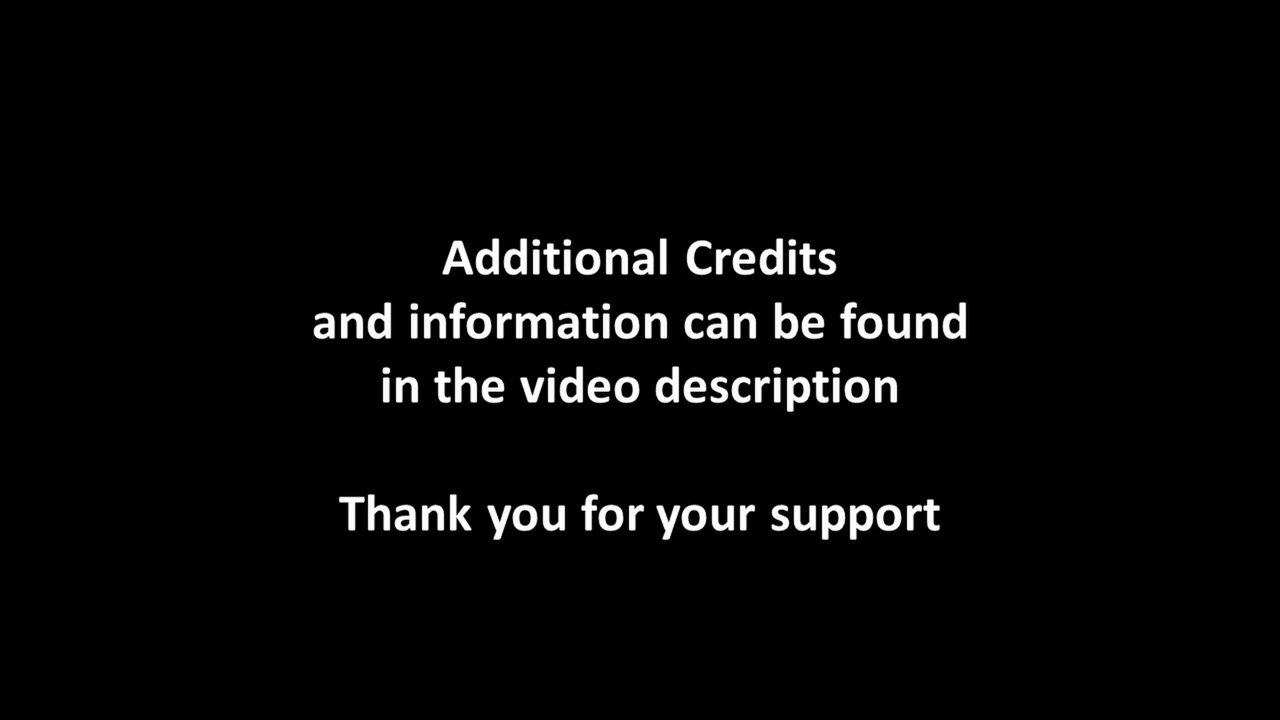 Additional Credits
and information can be found
in the video description
Thank you for your support